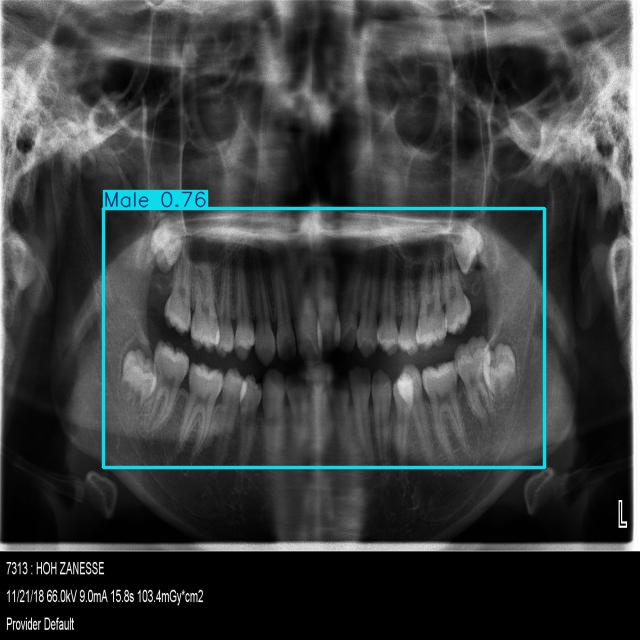 Male 0.76
L
7313 : HOH ZANESSE
11/21/18 66.0kV 9.0mA 15.8s 103.4mGy*cm2
Provider Default